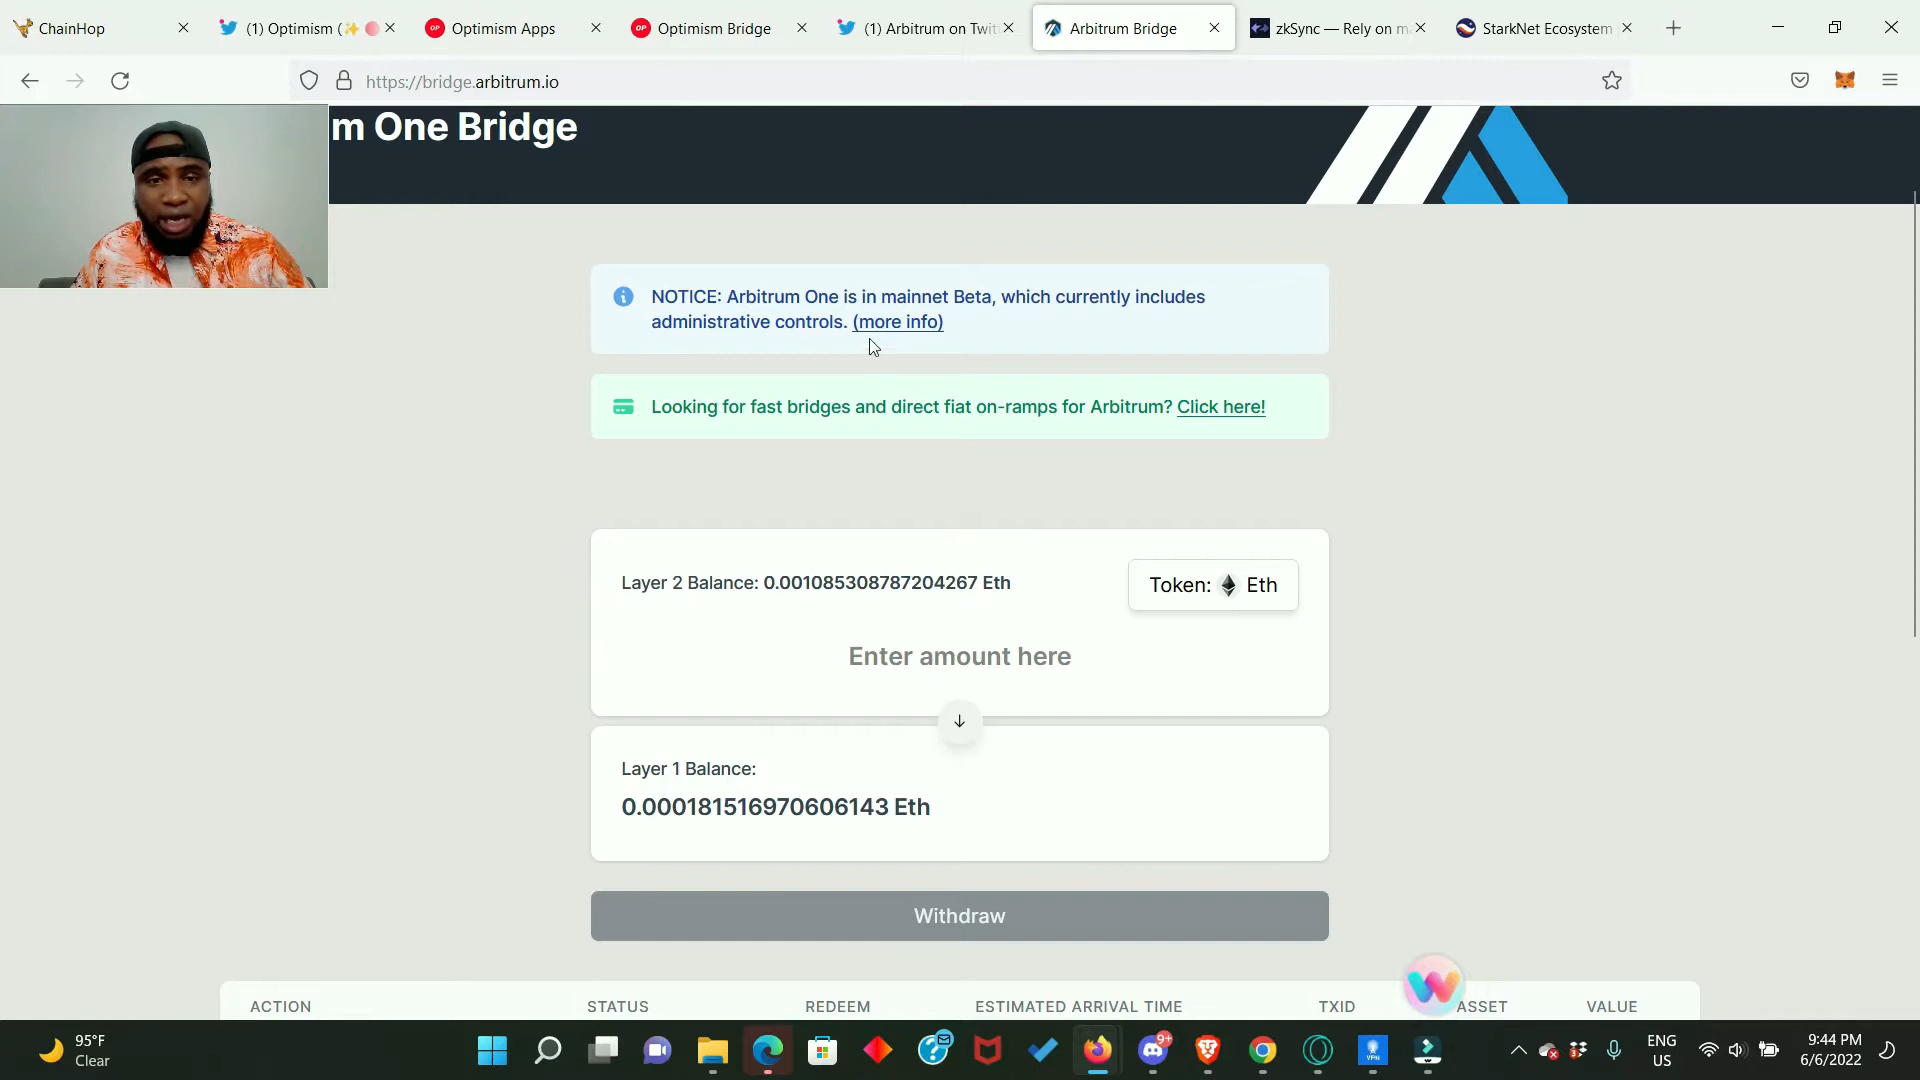 ChainHop
(1) Optimism (✨🔴
Optimism Apps
Optimism Bridge
(1) Arbitrum on Twit
Arbitrum Bridge
zkSync — Rely on ma
StarkNet Ecosystem
https://bridge.arbitrum.io
m One Bridge
NOTICE: Arbitrum One is in mainnet Beta, which currently includes
administrative controls. (more info)
Looking for fast bridges and direct fiat on-ramps for Arbitrum? Click here!
Layer 2 Balance: 0.001085308787204267 Eth
Token: Eth
Enter amount here
Layer 1 Balance:
0.000181516970606143 Eth
Withdraw
ACTION
STATUS
REDEEM
ESTIMATED ARRIVAL TIME
TXID
ASSET
VALUE
95°F
Clear
9+
VPN
ENG
US
9:44 PM
6/6/2022